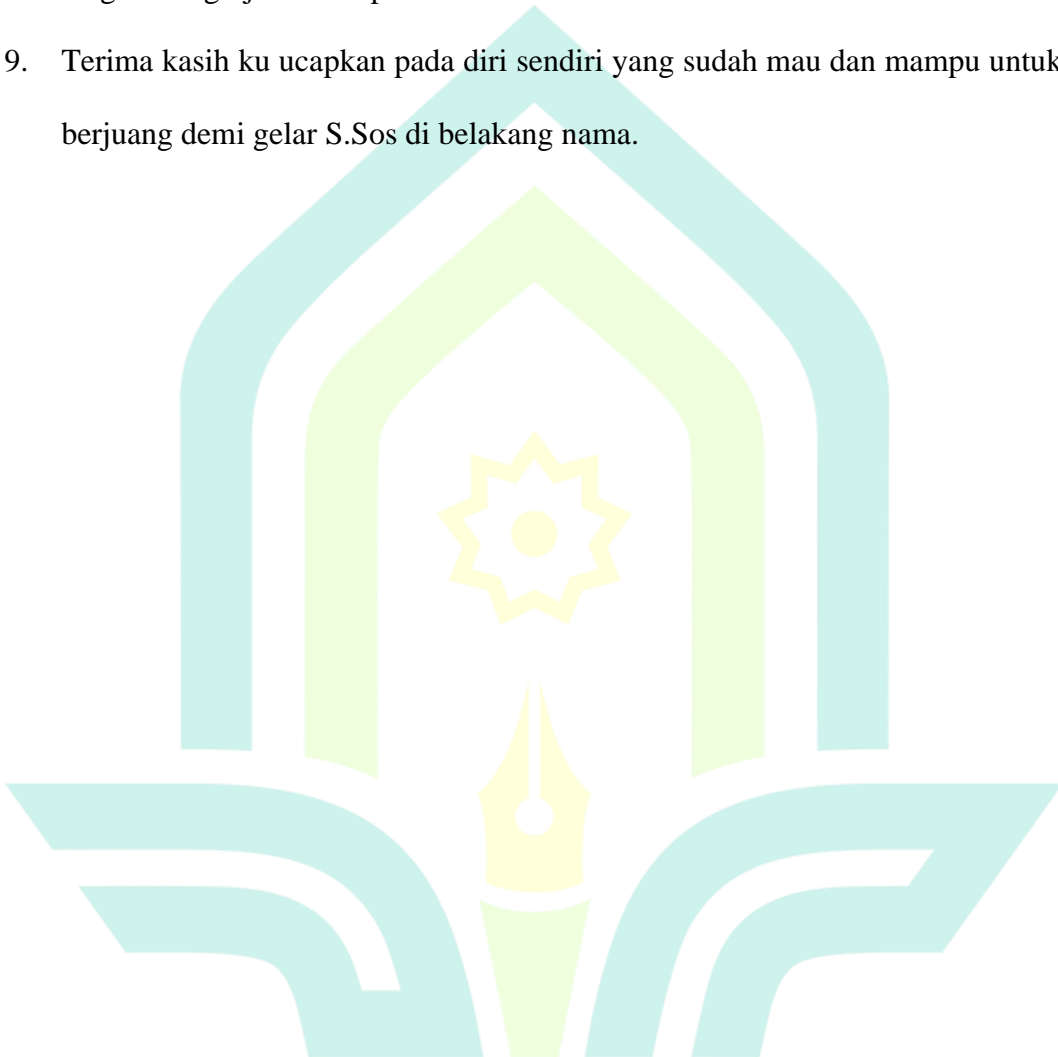 9. Terima kasih ku ucapkan pada diri sendiri yang sudah mau dan mampu untuk
berjuang demi gelar S.Sos di belakang nama.